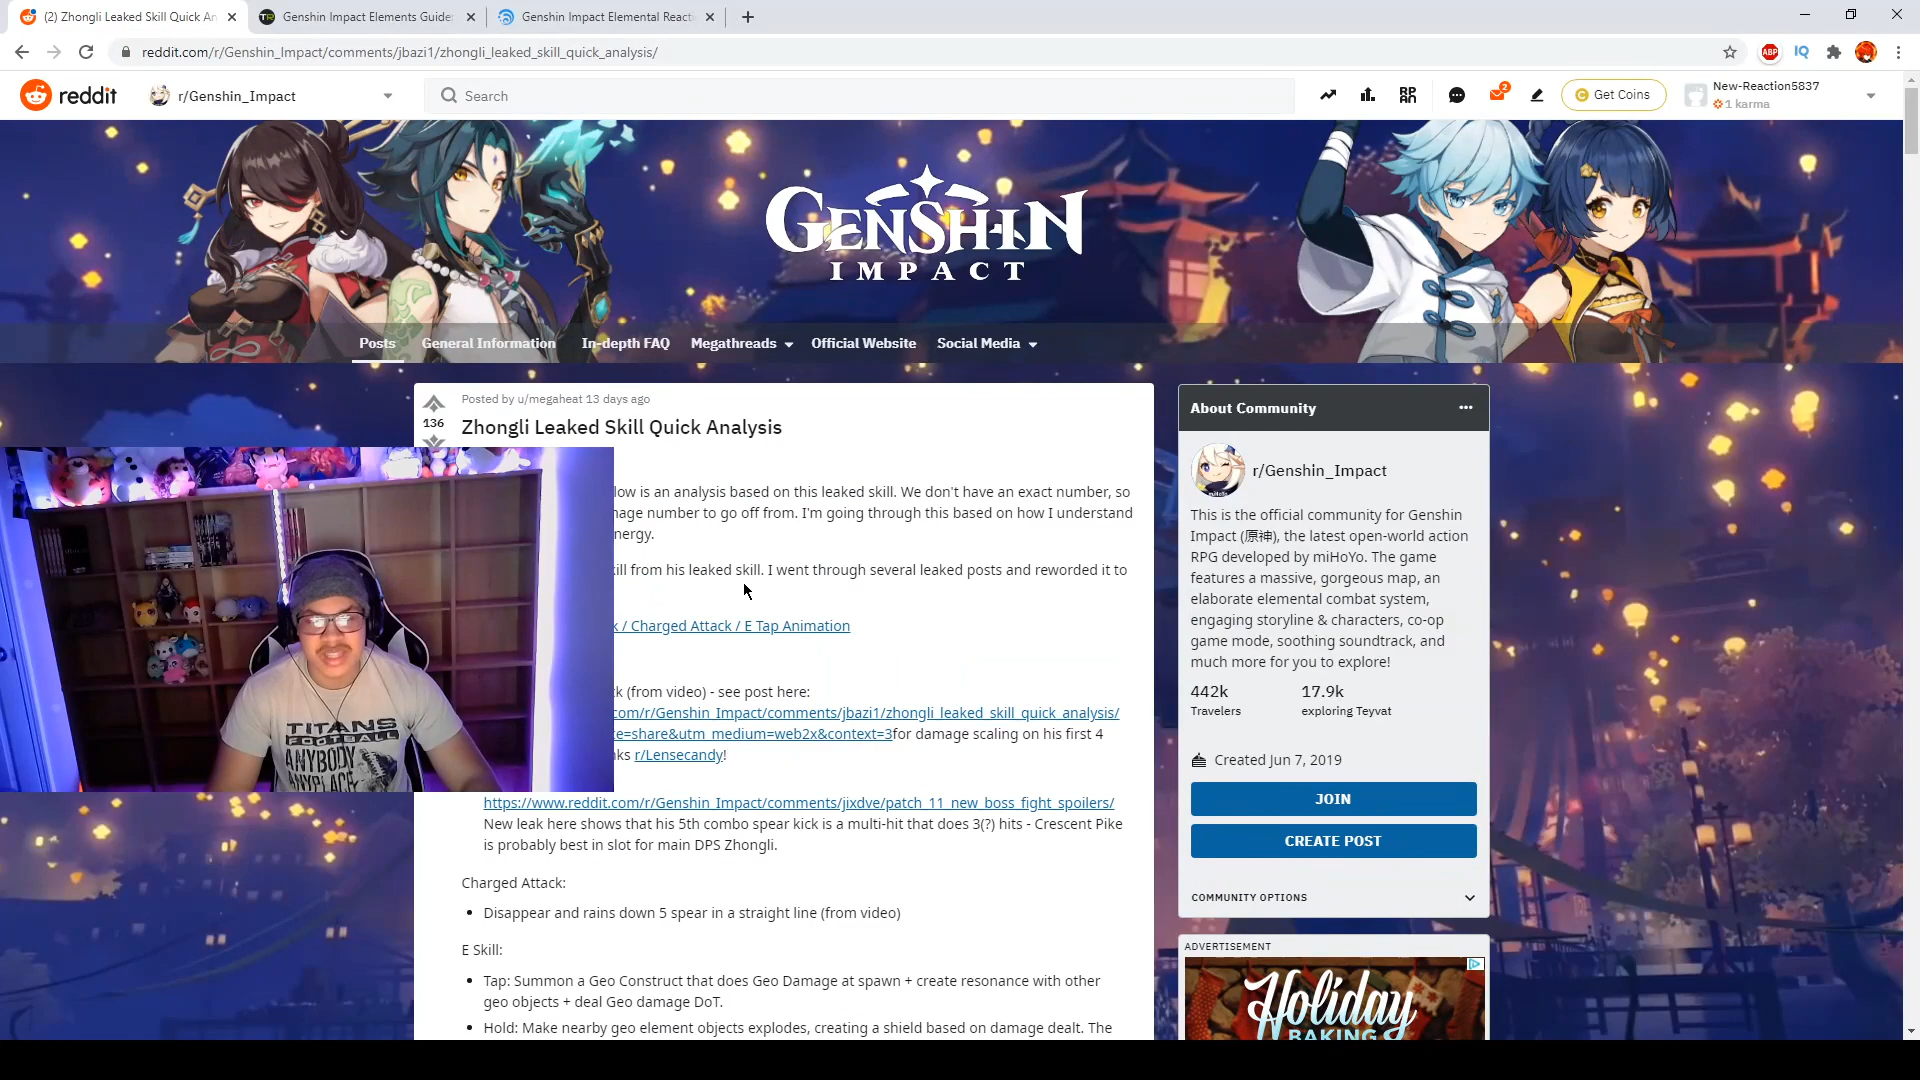 (2) Zhongli Leaked Skill Quick An
Genshin Impact Elements Guide:
Genshin Impact Elemental Reacti
reddit.com/r/Genshin_Impact/comments/jbazi1/zhongli_leaked_skill_quick_analysis/
ABP
IQ
reddit
r/Genshin_Impact
Search
2
Get Coins
New-Reaction5837
1 karma
GENSHIN
IMPACT
Posts
General Information
In-depth FAQ
Megathreads
Official Website
Social Media
Posted by u/megaheat 13 days ago
136
Zhongli Leaked Skill Quick Analysis
low is an analysis based on this leaked skill. We don't have an exact number, so
nage number to go off from. I'm going through this based on how I understand
nergy.
kill from his leaked skill. I went through several leaked posts and reworded it to
k / Charged Attack / E Tap Animation
k (from video) - see post here:
com/r/Genshin_Impact/comments/jbazi1/zhongli_leaked_skill_quick_analysis/
ce=share&utm_medium=web2x&context=3for damage scaling on his first 4
nks r/Lensecandy!
https://www.reddit.com/r/Genshin_Impact/comments/jixdve/patch_11_new_boss_fight_spoilers/
New leak here shows that his 5th combo spear kick is a multi-hit that does 3(?) hits - Crescent Pike
is probably best in slot for main DPS Zhongli.
Charged Attack:
• Disappear and rains down 5 spear in a straight line (from video)
E Skill:
• Tap: Summon a Geo Construct that does Geo Damage at spawn + create resonance with other
geo objects + deal Geo damage DoT.
• Hold: Make nearby geo element objects explodes, creating a shield based on damage dealt. The
About Community
r/Genshin_Impact
This is the official community for Genshin
Impact (原神), the latest open-world action
RPG developed by miHoYo. The game
features a massive, gorgeous map, an
elaborate elemental combat system,
engaging storyline & characters, co-op
game mode, soothing soundtrack, and
much more for you to explore!
442k
17.9k
Travelers
exploring Teyvat
Created Jun 7, 2019
JOIN
CREATE POST
COMMUNITY OPTIONS
ADVERTISEMENT
Holiday
BAKING
TITANS
FOOTBALL
ANYBODY
ANYPLACE